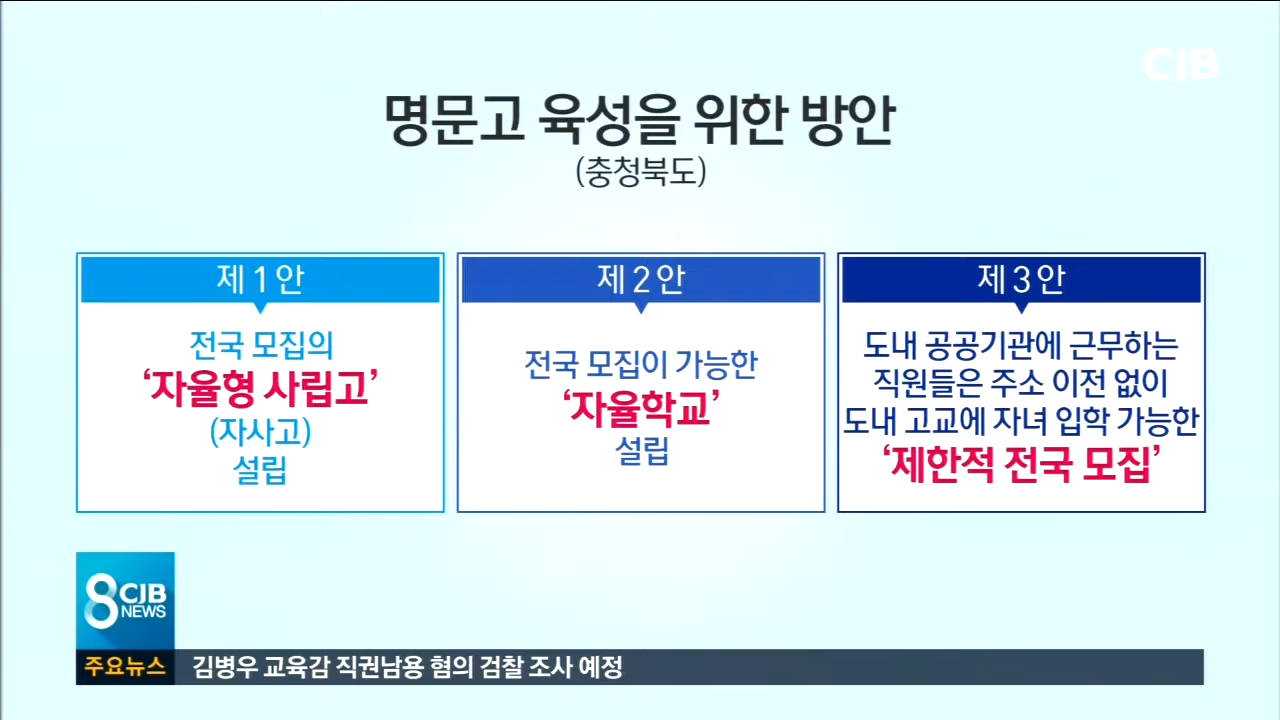 CJB
명문고 육성을 위한 방안
(충청북도)
제 1 안
전국 모집의
‘자율형 사립고’
(자사고)
설립
제 2 안
전국 모집이 가능한
‘자율학교’
설립
제 3 안
도내 공공기관에 근무하는
직원들은 주소 이전 없이
도내 고교에 자녀 입학 가능한
‘제한적 전국 모집’
8 CJB
NEWS
주요뉴스 김병우 교육감 직권남용 혐의 검찰 조사 예정